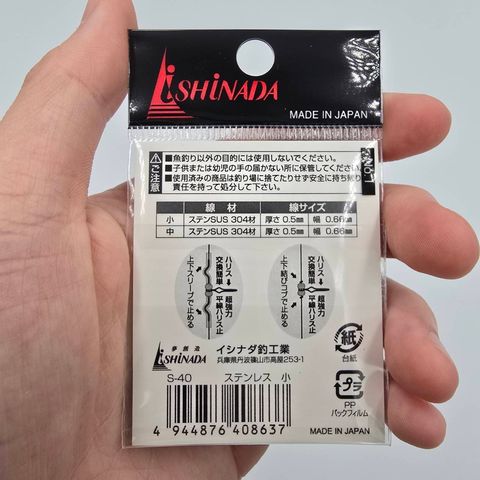 ISHINADA
MADE IN JAPAN
⚠ご注意
■魚釣り以外の目的には使用しないでください。
■子供または幼児の手の届かない所に保管してください。
■使用済みの商品は釣り場に捨てたりせず安全に持ち帰り
責任を持って処分して下さい。
線材 線サイズ
小 ステンSUS 304材 厚さ 0.5㎜ 幅 0.66㎜
中 ステンSUS 304材 厚さ 0.5㎜ 幅 0.66㎜
ハリス交換簡単
超強力平線ハリス止
上下スリーブで止める
ハリス交換簡単
超強力平線ハリス止
上下結びコブで止める
夢創造
ISHINADA
イシナダ釣工業
兵庫県丹波篠山市高屋253-1
紙
台紙
S-40 ステンレス 小
4 944876 408637
プラ
PP
バックフィルム
MADE IN JAPAN